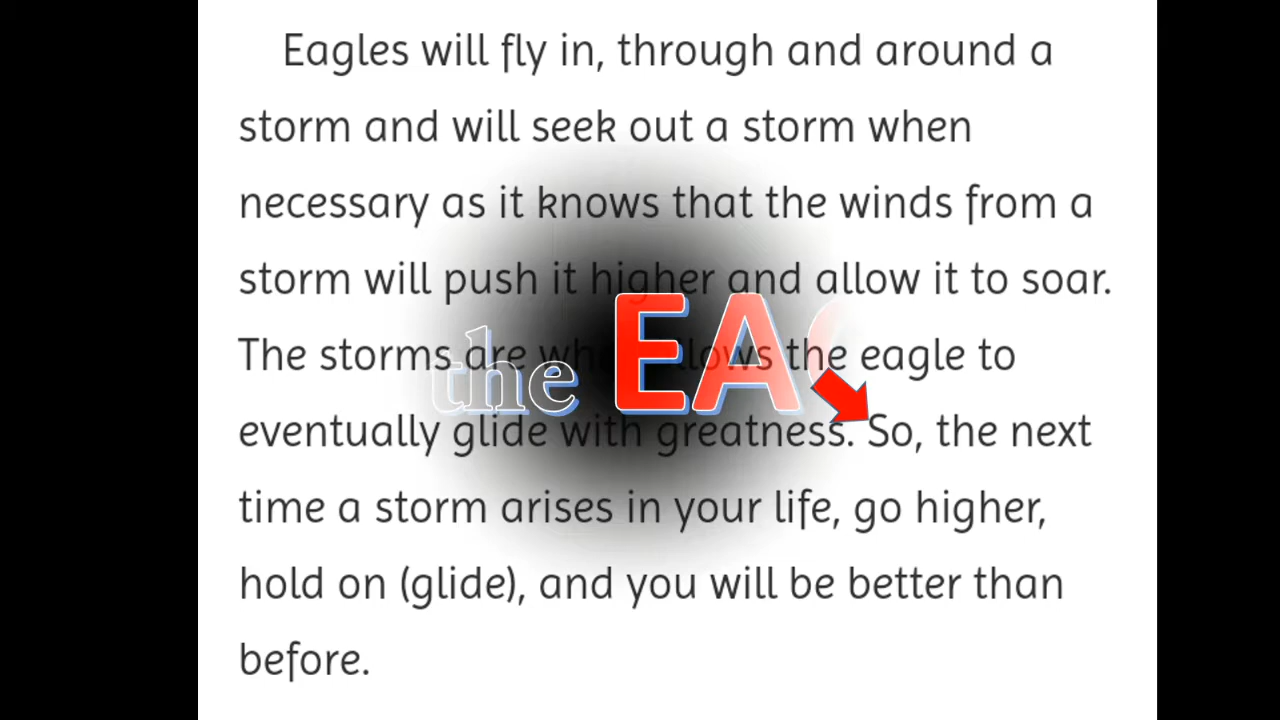 Eagles will fly in, through and around a
storm and will seek out a storm when
necessary as it knows that the winds from a
storm will push it higher and allow it to soar.
The storms are allows the eagle to
eventually glide with greatness. So, the next
time a storm arises in your life, go higher,
hold on (glide), and you will be better than
before.
the EA